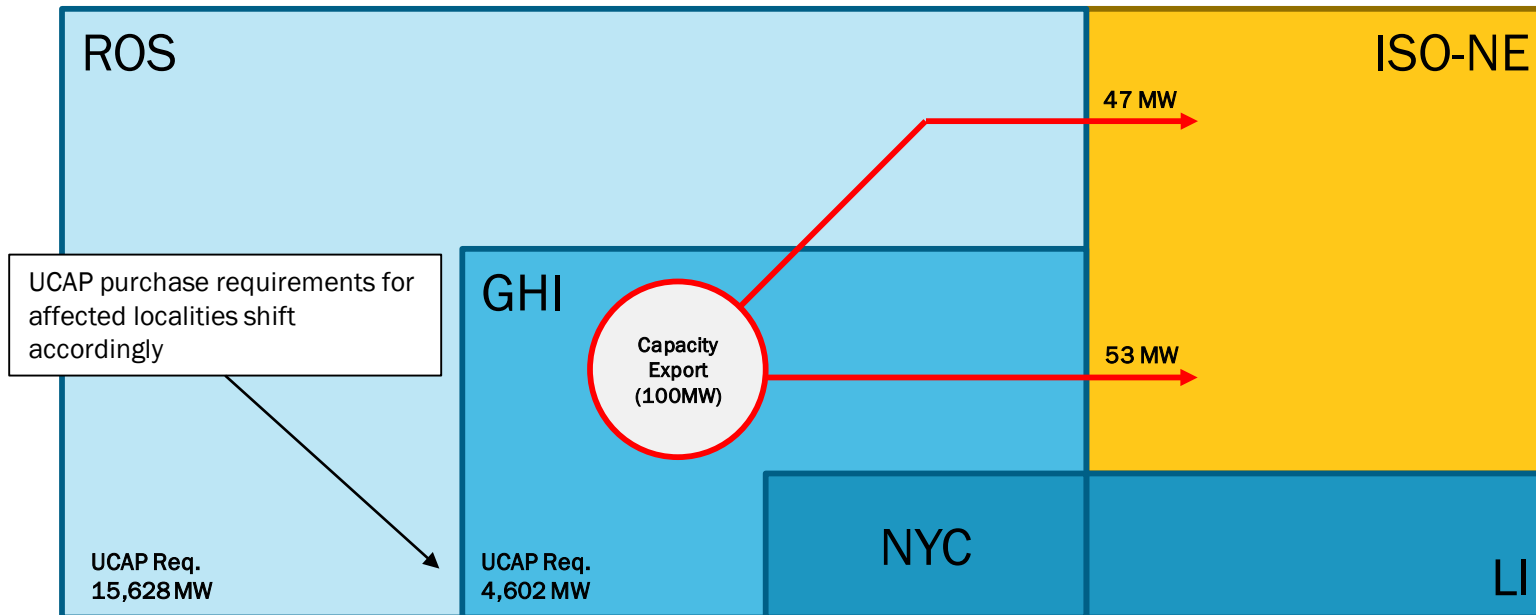 ROS
ISO-NE
47 MW
UCAP purchase requirements for
affected localities shift
accordingly
GHI
Capacity
Export
(100MW)
53 MW
UCAP Req.
15,628 MW
UCAP Req.
4,602 MW
NYC
LI